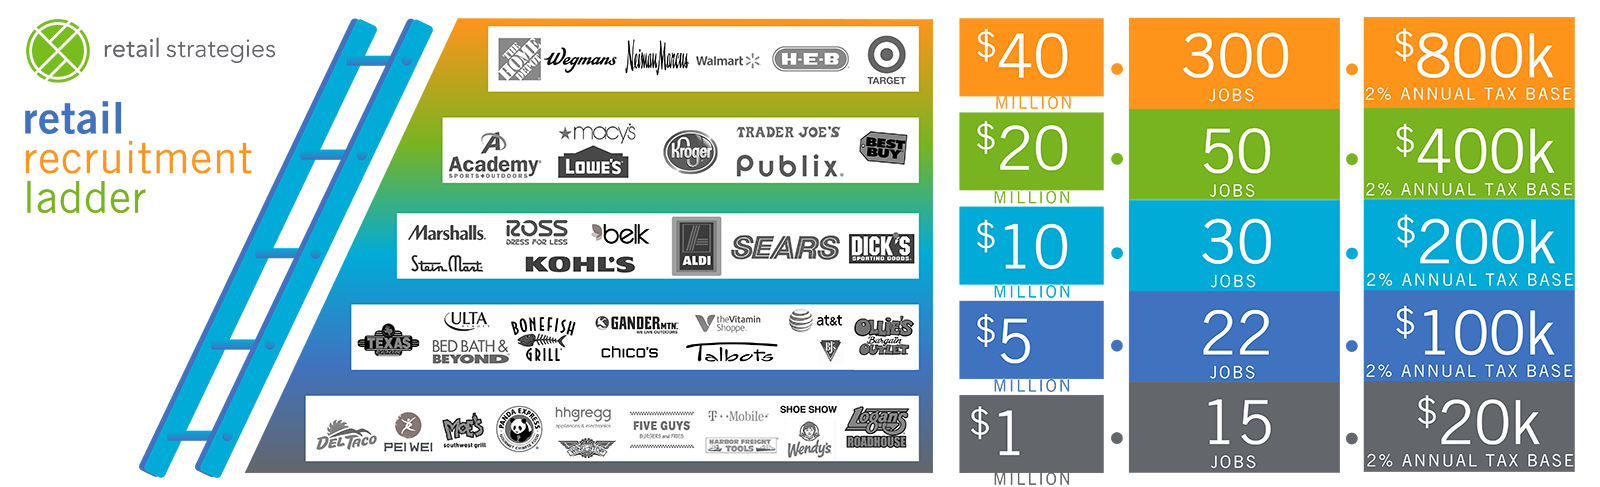 retail strategies
retail
recruitment
ladder
THE HOME DEPOT
Wegmans
Neiman Marcus
Walmart
H-E-B
TARGET
$40
MILLION
300
JOBS
$800k
2% ANNUAL TAX BASE
Academy
SPORTS+OUTDOORS
★macy's
LOWE'S
Kroger
TRADER JOE'S
Publix.
BEST BUY
$20
MILLION
50
JOBS
$400k
2% ANNUAL TAX BASE
Marshalls.
Stein Mart.
ROSS
DRESS FOR LESS
belk
KOHL'S
ALDI
SEARS
DICK'S
SPORTING GOODS.
$10
MILLION
30
JOBS
$200k
2% ANNUAL TAX BASE
TEXAS
ULTA
BED BATH &
BEYOND
BONEFISH
GRILL
GANDER MTN.
WE LIVE OUTDOORS
chico's
theVitamin
Shoppe.
Talbots
at&t
OLLIE'S
Bargain
OUTLET
$5
MILLION
22
JOBS
$100k
2% ANNUAL TAX BASE
DEL TACO
PEI WEI
MOE'S
southwest grill
PANDA EXPRESS
hhgregg
appliances & electronics
WINGSTOP
FIVE GUYS
BURGERS and FRIES
T·Mobile·
HARBOR FREIGHT
TOOLS
SHOE SHOW
Wendy's
Logan's
ROADHOUSE
$1
MILLION
15
JOBS
$20k
2% ANNUAL TAX BASE